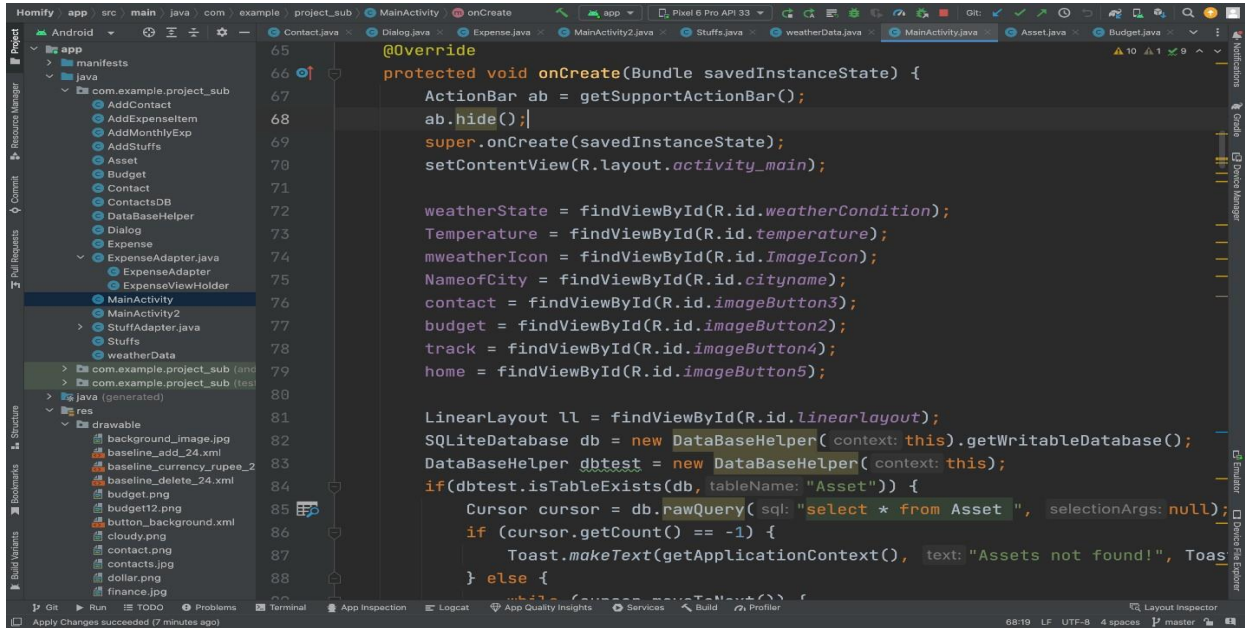 Homify app src main java com example project_sub MainActivity onCreate app Pixel 6 Pro API 33 Git:
Project
Android
Contact.java Dialog.java Expense.java MainActivity2.java Stuffs.java weatherData.java MainActivity.java Asset.java Budget.java
10 1 9
app
manifests
java
com.example.project_sub
AddContact
AddExpenseItem
AddMonthlyExp
AddStuffs
Asset
Budget
Contact
ContactsDB
DataBaseHelper
Dialog
Expense
ExpenseAdapter.java
ExpenseAdapter
ExpenseViewHolder
MainActivity
MainActivity2
StuffAdapter.java
Stuffs
weatherData
com.example.project_sub (and
com.example.project_sub (test
java (generated)
res
drawable
background_image.jpg
baseline_add_24.xml
baseline_currency_rupee_2
baseline_delete_24.xml
budget.png
budget12.png
button_background.xml
cloudy.png
contact.png
contacts.jpg
dollar.png
finance.jpg
Resource Manager
Commit
Pull Requests
Structure
Bookmarks
Build Variants
65 @Override
66 protected void onCreate(Bundle savedInstanceState) {
67 ActionBar ab = getSupportActionBar();
68 ab.hide();
69 super.onCreate(savedInstanceState);
70 setContentView(R.layout.activity_main);
71
72 weatherState = findViewById(R.id.weatherCondition);
73 Temperature = findViewById(R.id.temperature);
74 mweatherIcon = findViewById(R.id.ImageIcon);
75 NameofCity = findViewById(R.id.cityname);
76 contact = findViewById(R.id.imageButton3);
77 budget = findViewById(R.id.imageButton2);
78 track = findViewById(R.id.imageButton4);
79 home = findViewById(R.id.imageButton5);
80
81 LinearLayout ll = findViewById(R.id.linearlayout);
82 SQLiteDatabase db = new DataBaseHelper( context: this).getWritableDatabase();
83 DataBaseHelper dbtest = new DataBaseHelper( context: this);
84 if(dbtest.isTableExists(db, tableName: "Asset")) {
85 Cursor cursor = db.rawQuery( sql: "select * from Asset ", selectionArgs: null);
86 if (cursor.getCount() == -1) {
87 Toast.makeText(getApplicationContext(), text: "Assets not found!", Toas
88 } else {
while (cursor.moveToNext()) {
Notifications
Gradle
Device Manager
Emulator
Device File Explorer
Git Run TODO Problems Terminal App Inspection Logcat App Quality Insights Services Build Profiler Layout Inspector
Apply Changes succeeded (7 minutes ago) 68:19 LF UTF-8 4 spaces master